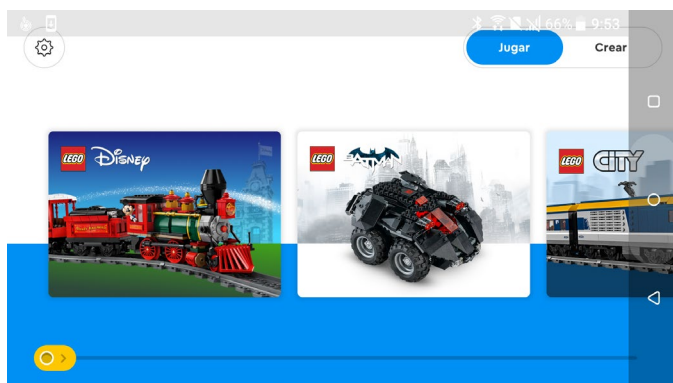 66% 9:53
Jugar Crear
LEGO Disney
LEGO BATMAN
LEGO CITY